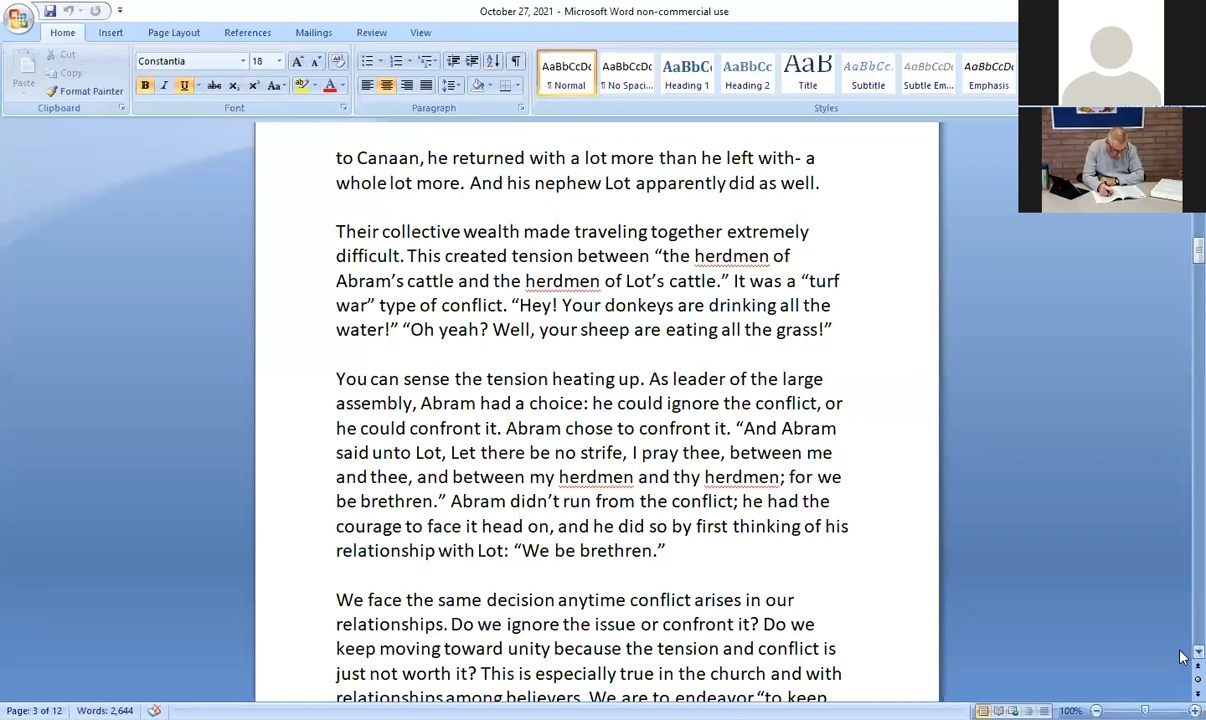 October 27, 2021 - Microsoft Word non-commercial use
Home Insert Page Layout References Mailings Review View
Cut
Copy
Paste
Format Painter
Clipboard
Constantia 18
Font
Paragraph
AaBbCcDc AaBbCcDc AaBbCc AaBbCc AaB AaBbCc. AaBbCcDc AaBbCcDc
¶ Normal ¶ No Spaci... Heading 1 Heading 2 Title Subtitle Subtle Em... Emphasis
Styles
to Canaan, he returned with a lot more than he left with- a
whole lot more. And his nephew Lot apparently did as well.
Their collective wealth made traveling together extremely
difficult. This created tension between “the herdmen of
Abram’s cattle and the herdmen of Lot’s cattle.” It was a “turf
war” type of conflict. “Hey! Your donkeys are drinking all the
water!” “Oh yeah? Well, your sheep are eating all the grass!”
You can sense the tension heating up. As leader of the large
assembly, Abram had a choice: he could ignore the conflict, or
he could confront it. Abram chose to confront it. “And Abram
said unto Lot, Let there be no strife, I pray thee, between me
and thee, and between my herdmen and thy herdmen; for we
be brethren.” Abram didn’t run from the conflict; he had the
courage to face it head on, and he did so by first thinking of his
relationship with Lot: “We be brethren.”
We face the same decision anytime conflict arises in our
relationships. Do we ignore the issue or confront it? Do we
keep moving toward unity because the tension and conflict is
just not worth it? This is especially true in the church and with
relationships among believers. We are to endeavor “to keep
Page: 3 of 12 Words: 2,644 100%